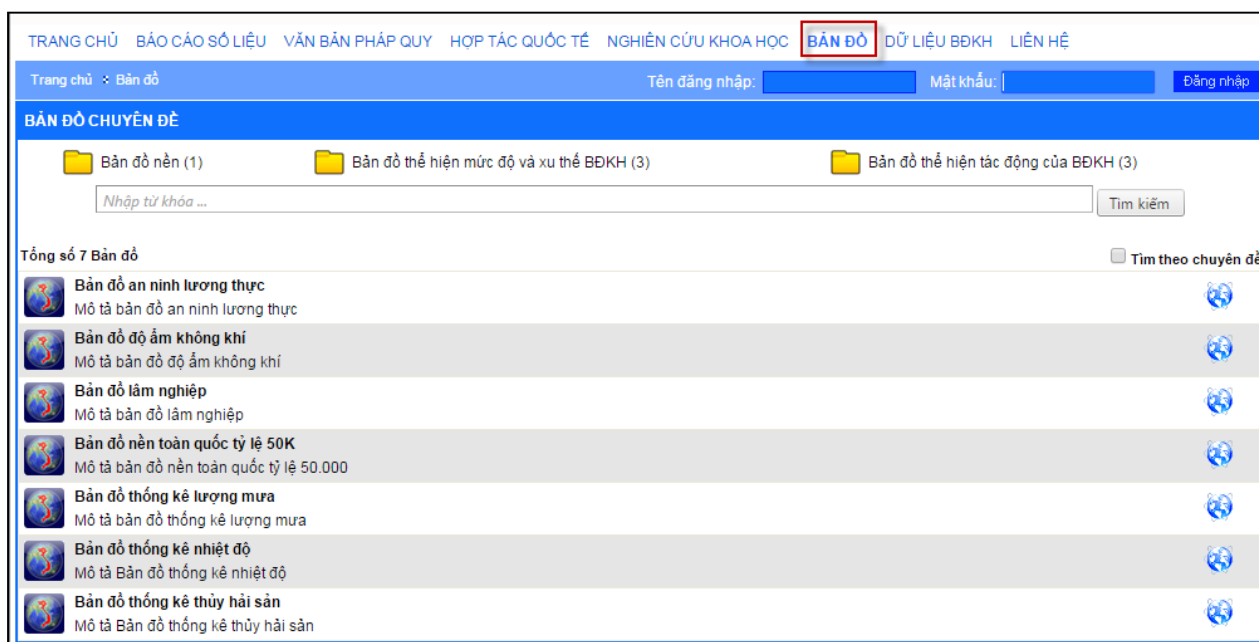 TRANG CHỦ BÁO CÁO SỐ LIỆU VĂN BẢN PHÁP QUY HỢP TÁC QUỐC TẾ NGHIÊN CỨU KHOA HỌC BẢN ĐỒ DỮ LIỆU BĐKH LIÊN HỆ
Trang chủ Bản đồ Tên đăng nhập: Mật khẩu: Đăng nhập
BẢN ĐỒ CHUYÊN ĐỀ
Bản đồ nền (1) Bản đồ thể hiện mức độ và xu thế BĐKH (3) Bản đồ thể hiện tác động của BĐKH (3)
Nhập từ khóa ... Tìm kiếm
Tổng số 7 Bản đồ Tìm theo chuyên đề
Bản đồ an ninh lương thực
Mô tả bản đồ an ninh lương thực
Bản đồ độ ẩm không khí
Mô tả bản đồ độ ẩm không khí
Bản đồ lâm nghiệp
Mô tả bản đồ lâm nghiệp
Bản đồ nền toàn quốc tỷ lệ 50K
Mô tả bản đồ nền toàn quốc tỷ lệ 50.000
Bản đồ thống kê lượng mưa
Mô tả bản đồ thống kê lượng mưa
Bản đồ thống kê nhiệt độ
Mô tả Bản đồ thống kê nhiệt độ
Bản đồ thống kê thủy hải sản
Mô tả Bản đồ thống kê thủy hải sản